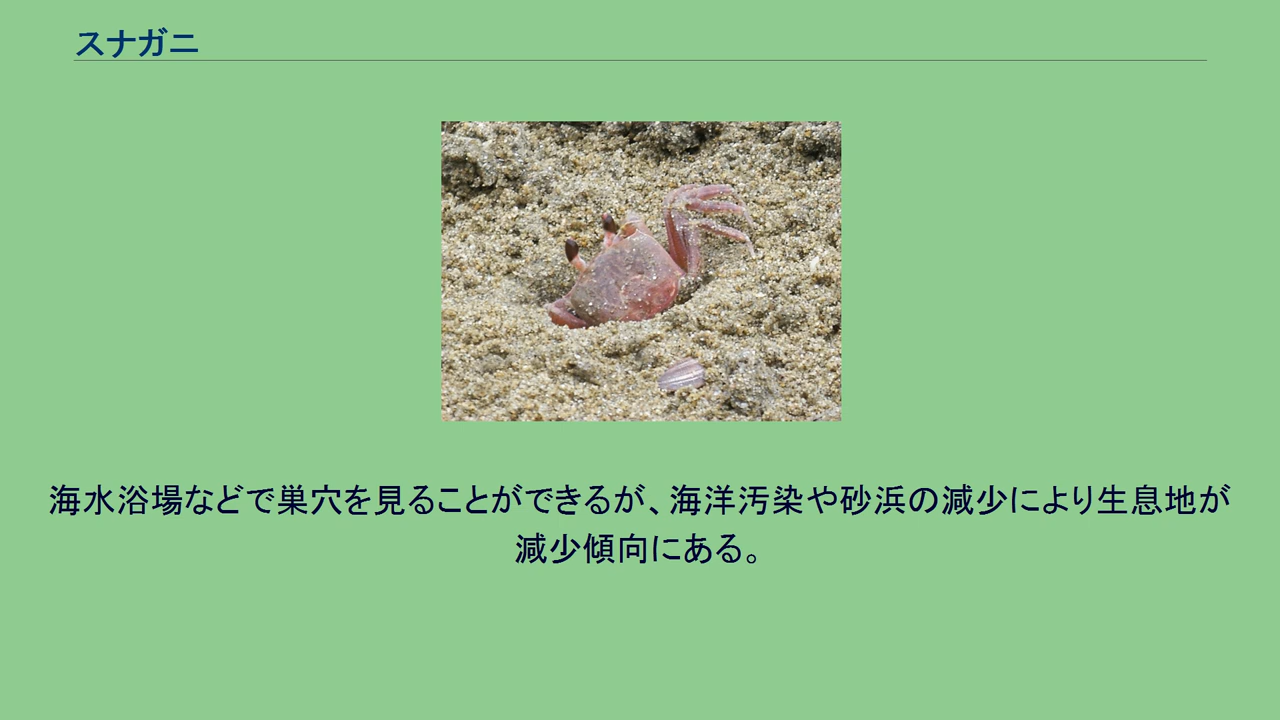 スナガニ
海水浴場などで巣穴を見ることができるが、海洋汚染や砂浜の減少により生息地が
減少傾向にある。